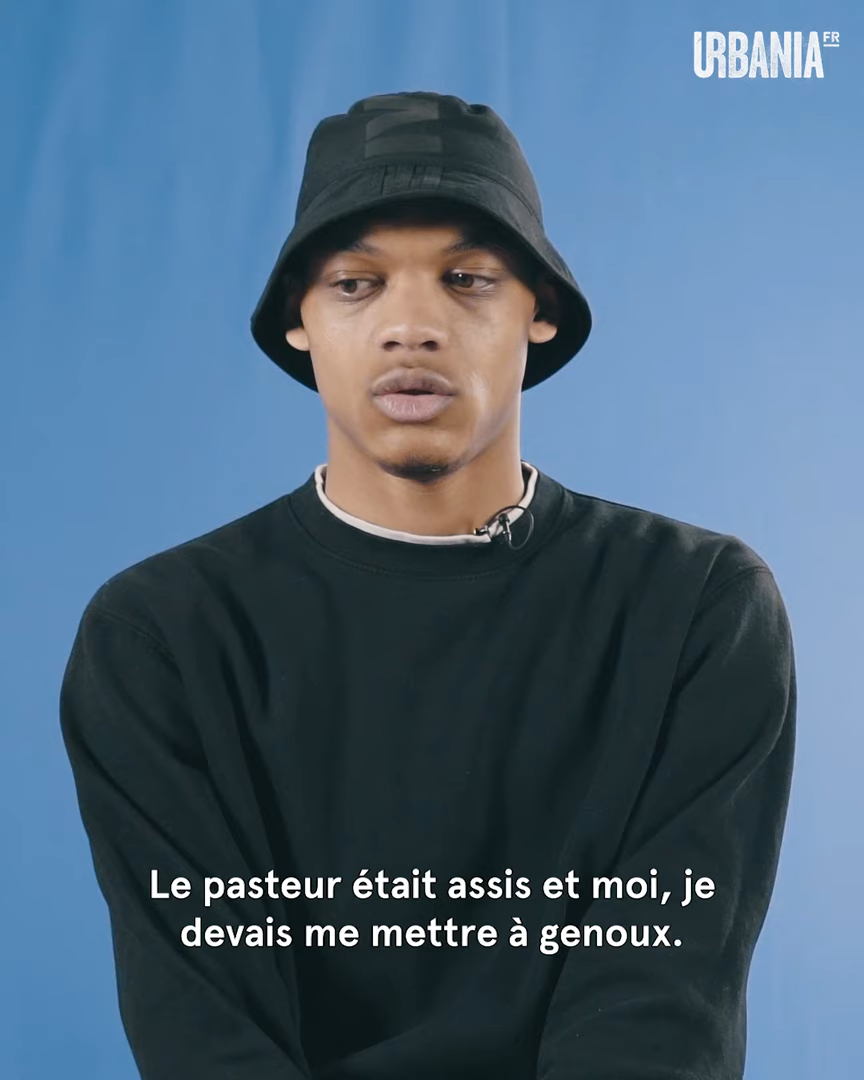 URBANIA FR
Le pasteur était assis et moi, je
devais me mettre à genoux.